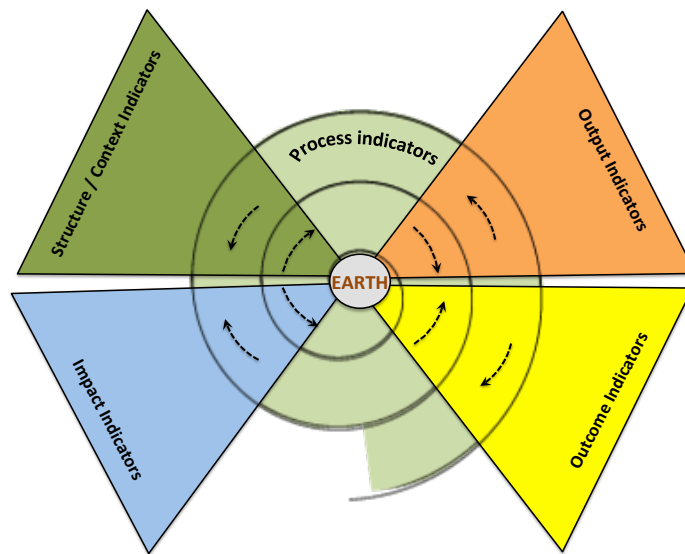 Structure / Context Indicators
Process indicators
Output Indicators
EARTH
Impact Indicators
Outcome Indicators